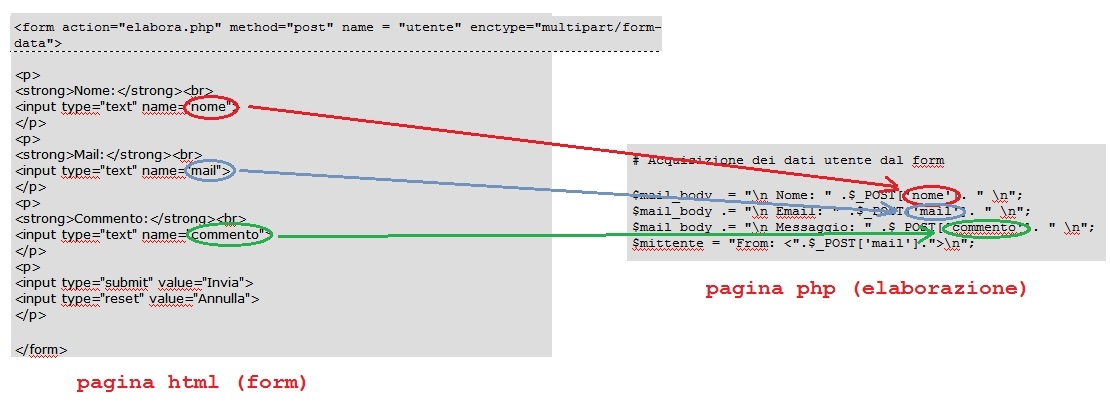 <form action="elabora.php" method="post" name = "utente" enctype="multipart/form-
data">
<p>
<strong>Nome:</strong><br>
<input type="text" name="nome">
</p>
<p>
<strong>Mail:</strong><br>
<input type="text" name="mail">
</p>
<p>
<strong>Commento:</strong><br>
<input type="text" name="commento">
</p>
<p>
<input type="submit" value="Invia">
<input type="reset" value="Annulla">
</p>
</form>
pagina html (form)
# Acquisizione dei dati utente dal form
$mail_body .= "\n Nome: " .$_POST['nome']. " \n";
$mail_body .= "\n Email: " .$_POST['mail']. " \n";
$mail_body .= "\n Messaggio: " .$_POST['commento']. " \n";
$mittente = "From: <".$_POST['mail'].">\n";
pagina php (elaborazione)